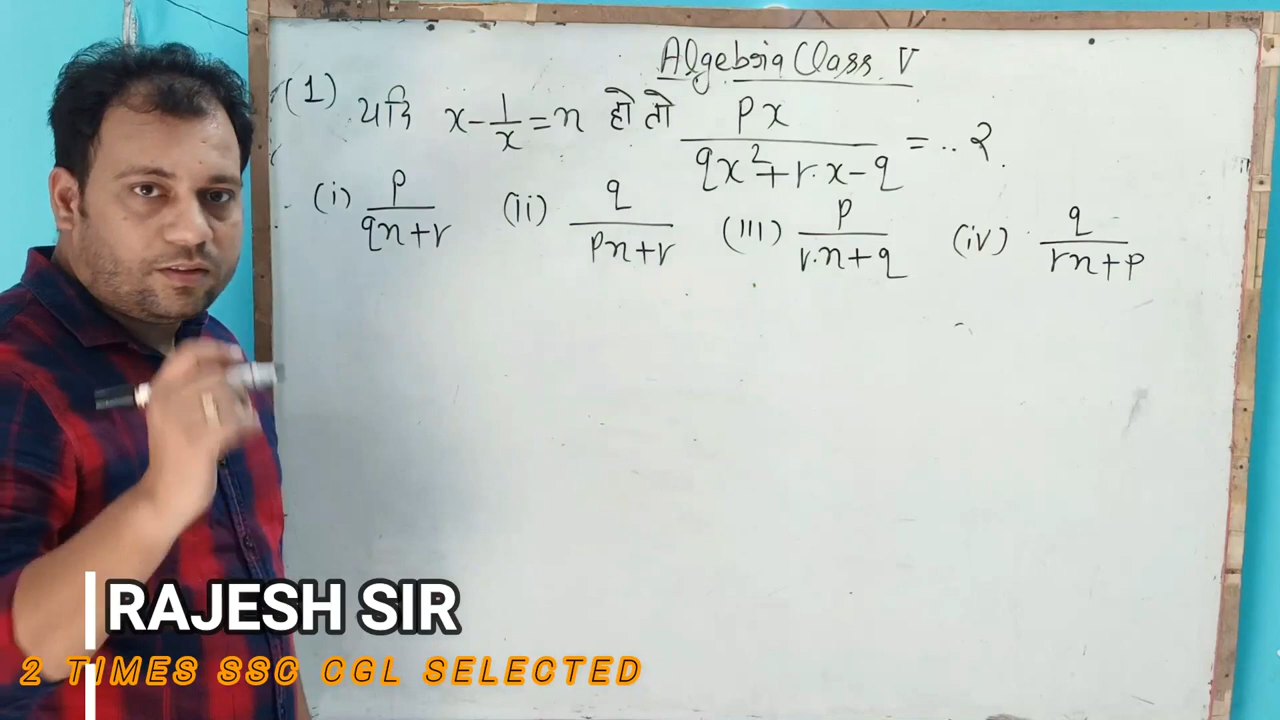 Algebra Class V
(1) यदि x - 1/x = n हो तो px / (qx² + r.x - q) = ..?.
(i) p / (qn + r) (ii) q / (pn + r) (iii) p / (r.n + q) (iv) q / (rn + p)
RAJESH SIR
2 TIMES SSC CGL SELECTED